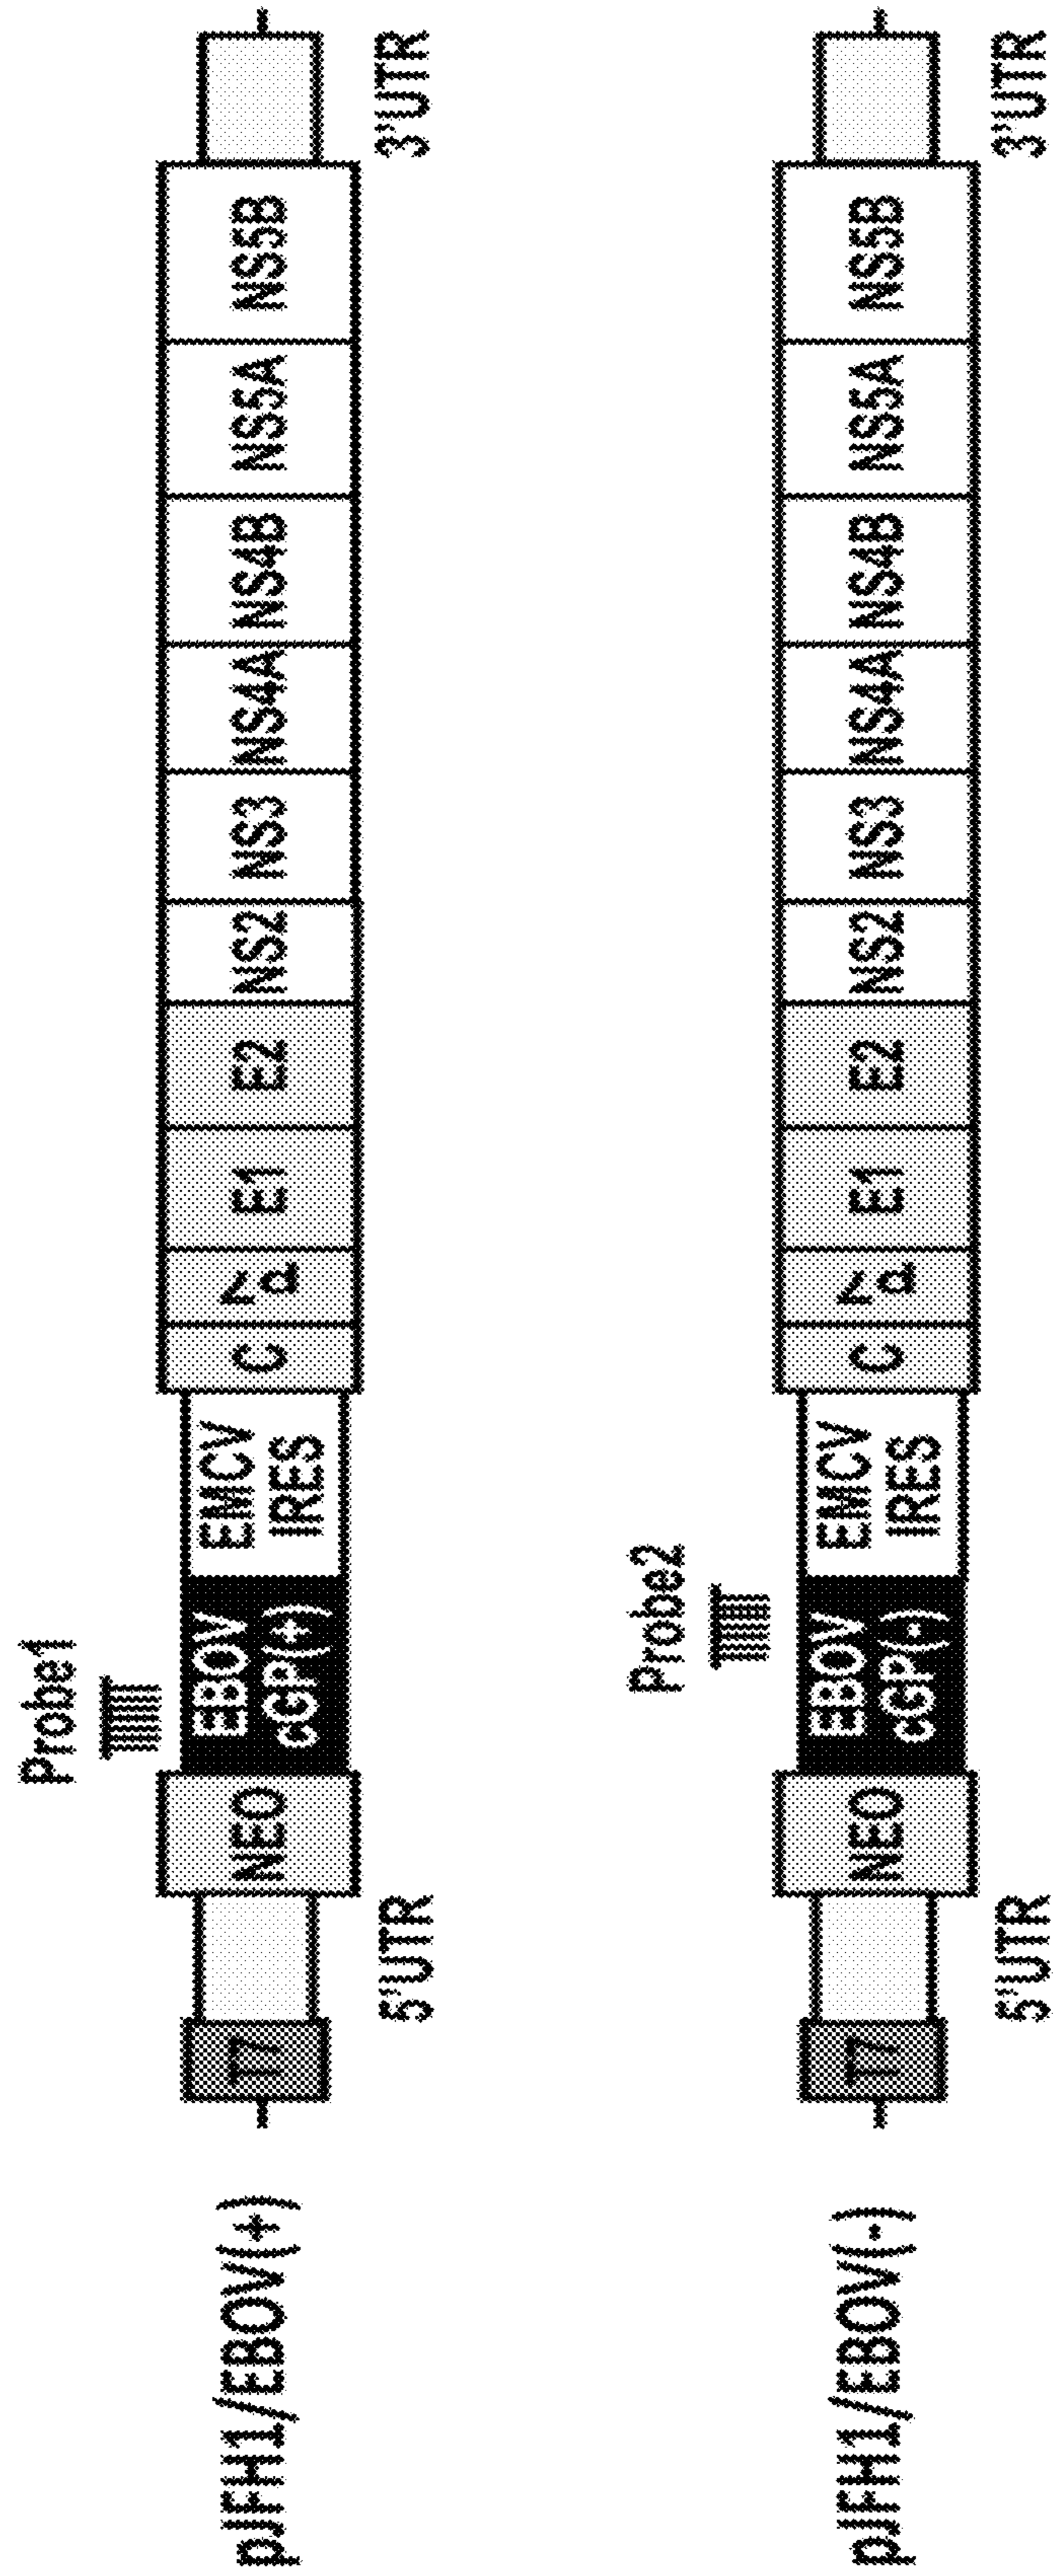 Probe1
pJFH1/EBOV(+)
T7
NEO
EBOV
cGP(+)
EMCV
IRES
C
p7
E1
E2
NS2
NS3
NS4A
NS4B
NS5A
NS5B
5"UTR
3'UTR
Probe2
pJFH1/EBOV(-)
T7
NEO
EBOV
cGP(-)
EMCV
IRES
C
p7
E1
E2
NS2
NS3
NS4A
NS4B
NS5A
NS5B
5"UTR
3'UTR